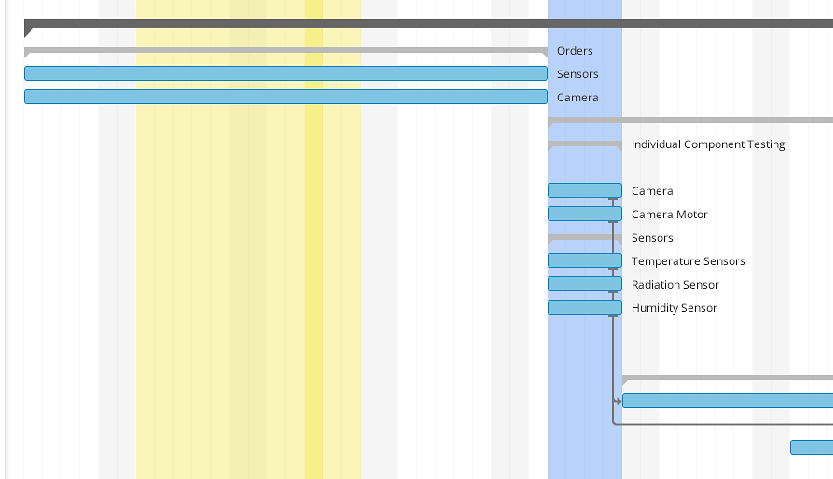 Orders
Sensors
Camera
Individual Component Testing
Camera
Camera Motor
Sensors
Temperature Sensors
Radiation Sensor
Humidity Sensor